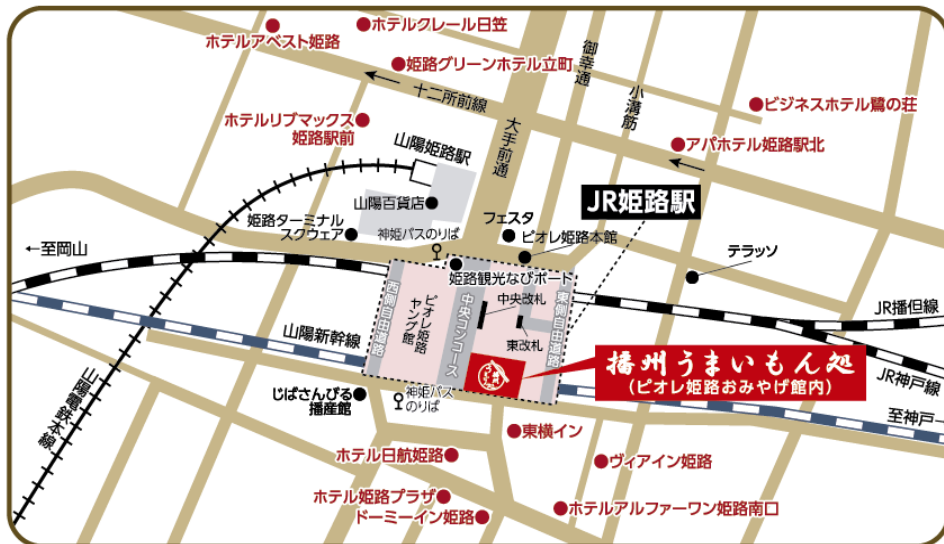 ホテルクレール日笠
ホテルアベスト姫路
姫路グリーンホテル立町
御幸通
小溝筋
十二所前線
ホテルリブマックス
姫路駅前
大手前通
ビジネスホテル鷺の荘
アパホテル姫路駅北
山陽姫路駅
山陽百貨店
JR姫路駅
姫路ターミナル
スクウェア
神姫バスのりば
フェスタ
ピオレ姫路本館
テラッソ
←至岡山
姫路観光なびポート
西側自由道路
ピオレ姫路
ヤング館
中央コンコース
中央改札
東改札
東側自由道路
JR播但線
山陽新幹線
山陽電鉄本線
播州うまいもん処
(ピオレ姫路おみやげ館内)
JR神戸線
至神戸→
じばさんびる
播産館
神姫バス
のりば
東横イン
ホテル日航姫路
ヴィアイン姫路
ホテル姫路プラザ
ドーミーイン姫路
ホテルアルファーワン姫路南口